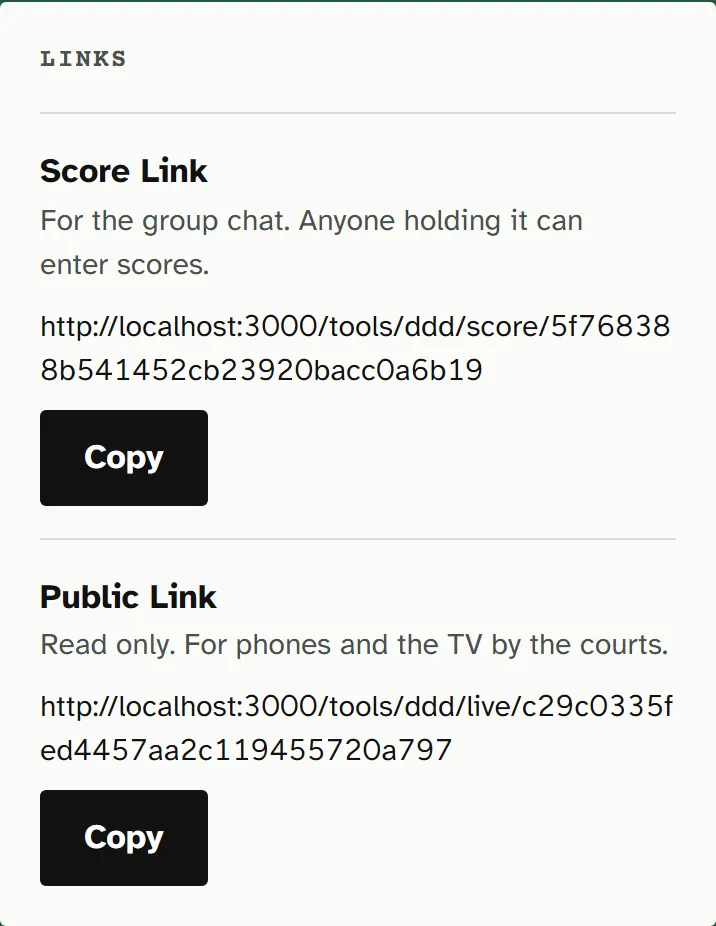 LINKS
Score Link
For the group chat. Anyone holding it can
enter scores.
http://localhost:3000/tools/ddd/score/5f76838
8b541452cb23920bacc0a6b19
Copy
Public Link
Read only. For phones and the TV by the courts.
http://localhost:3000/tools/ddd/live/c29c0335f
ed4457aa2c119455720a797
Copy